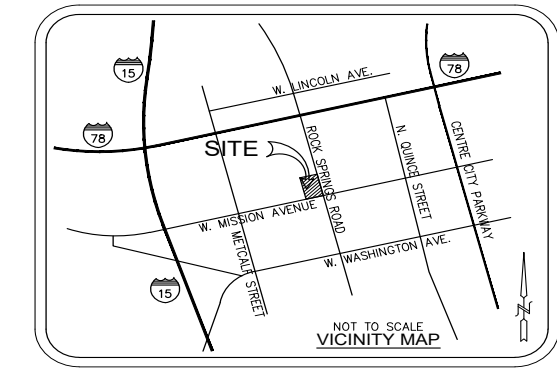 15
78
W. LINCOLN AVE.
78
SITE
ROCK SPRINGS ROAD
N. QUINCE STREET
CENTRE CITY PARKWAY
W. MISSION AVENUE
METCALF STREET
W. WASHINGTON AVE.
15
N
NOT TO SCALE
VICINITY MAP